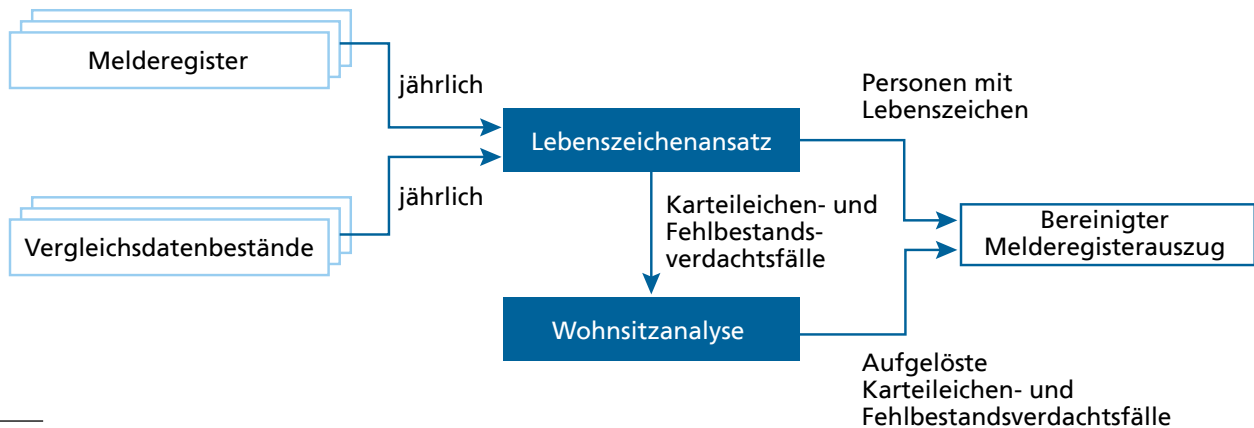 Melderegister
jährlich
Personen mit
Lebenszeichen
Lebenszeichenansatz
jährlich
Vergleichsdatenbestände
Karteileichen- und
Fehlbestands-
verdachtsfälle
Bereinigter
Melderegisterauszug
Wohnsitzanalyse
Aufgelöste
Karteileichen- und
Fehlbestandsverdachtsfälle